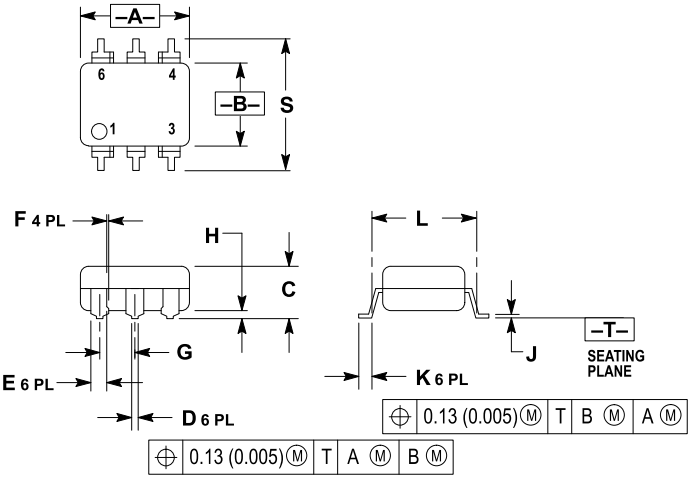 –A–
6 4
–B– S
1 3
F 4 PL
H
L
C
G
J
–T–
SEATING
PLANE
K 6 PL
E 6 PL
D 6 PL
⌖ 0.13 (0.005) Ⓜ T B Ⓜ A Ⓜ
⌖ 0.13 (0.005) Ⓜ T A Ⓜ B Ⓜ